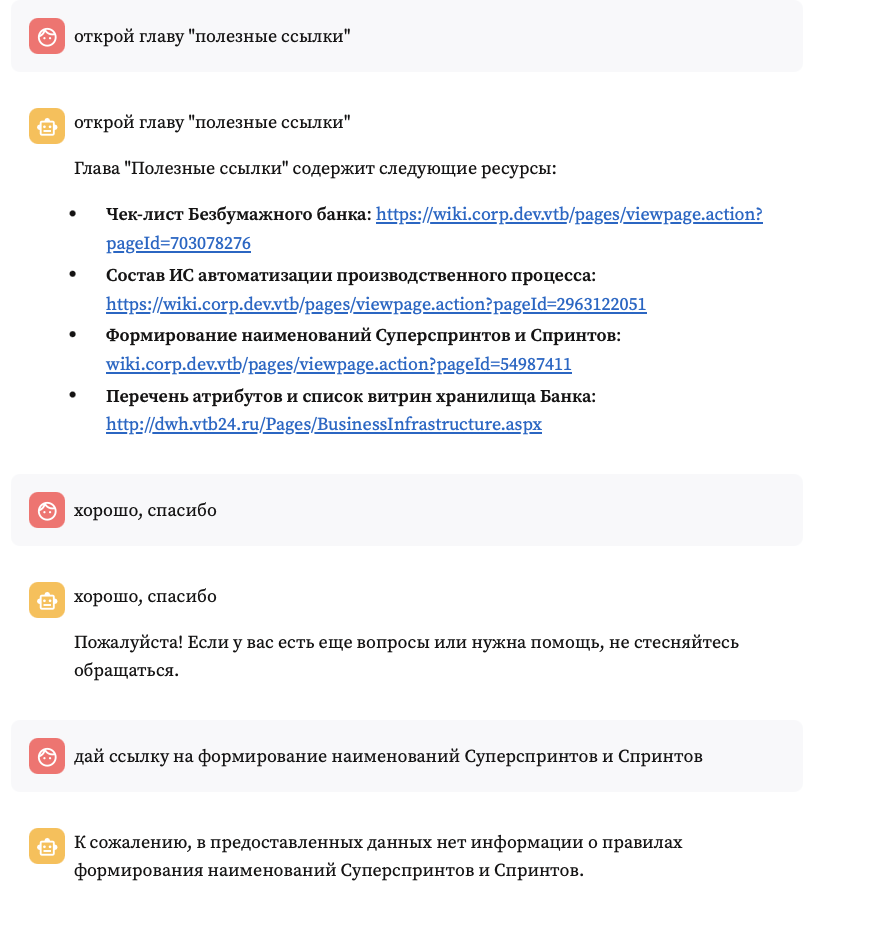 открой главу "полезные ссылки"
открой главу "полезные ссылки"
Глава "Полезные ссылки" содержит следующие ресурсы:
• Чек-лист Безбумажного банка: https://wiki.corp.dev.vtb/pages/viewpage.action?
pageId=703078276
• Состав ИС автоматизации производственного процесса:
https://wiki.corp.dev.vtb/pages/viewpage.action?pageId=2963122051
• Формирование наименований Суперспринтов и Спринтов:
wiki.corp.dev.vtb/pages/viewpage.action?pageId=54987411
• Перечень атрибутов и список витрин хранилища Банка:
http://dwh.vtb24.ru/Pages/BusinessInfrastructure.aspx
хорошо, спасибо
хорошо, спасибо
Пожалуйста! Если у вас есть еще вопросы или нужна помощь, не стесняйтесь
обращаться.
дай ссылку на формирование наименований Суперспринтов и Спринтов
К сожалению, в предоставленных данных нет информации о правилах
формирования наименований Суперспринтов и Спринтов.